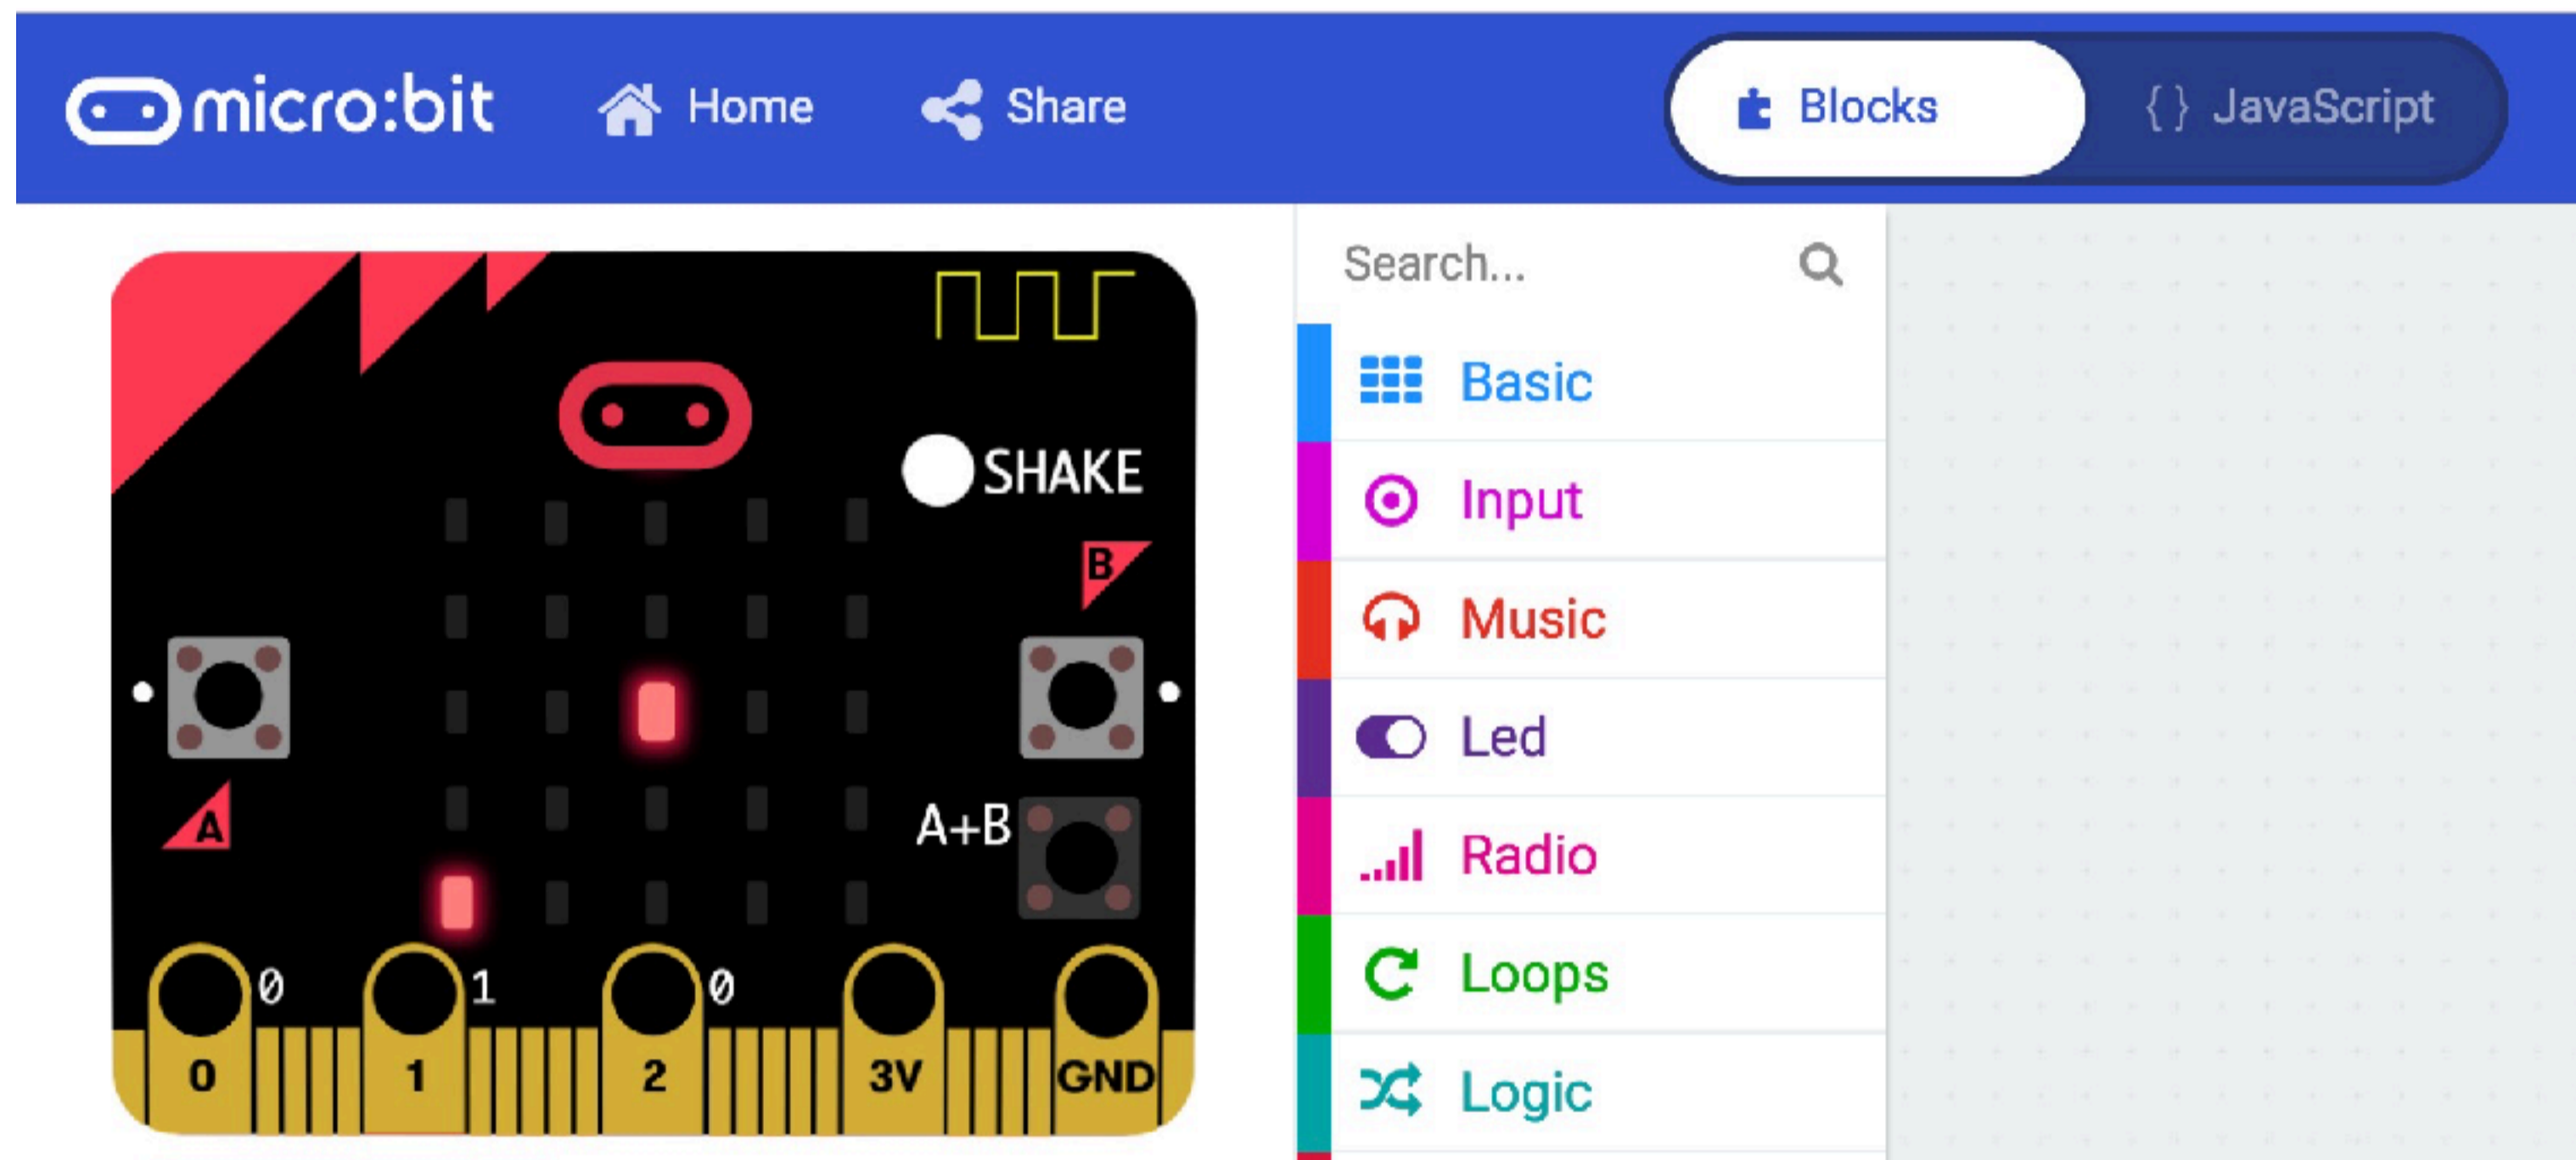 micro:bit Home Share Blocks { } JavaScript
SHAKE
B
A
A+B
0 1 0
0 1 2 3V GND
Search...
Basic
Input
Music
Led
Radio
Loops
Logic